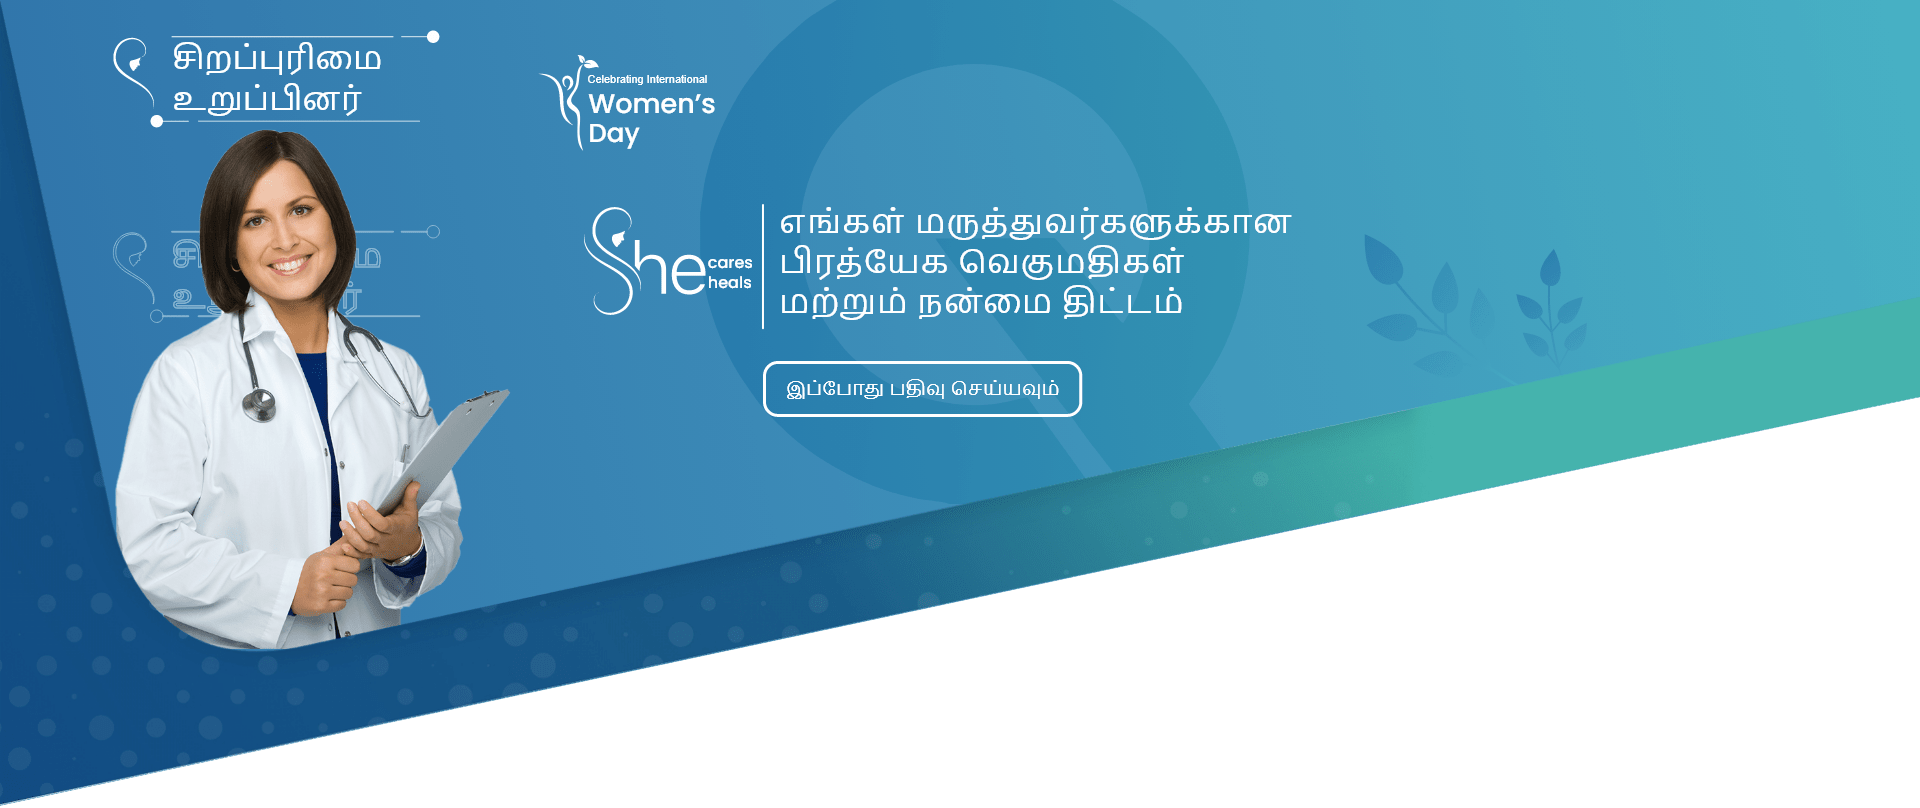 சிறப்புரிமை
உறுப்பினர்
Celebrating International
Women's
Day
She cares
heals
எங்கள் மருத்துவர்களுக்கான
பிரத்யேக வெகுமதிகள்
மற்றும் நன்மை திட்டம்
இப்போது பதிவு செய்யவும்